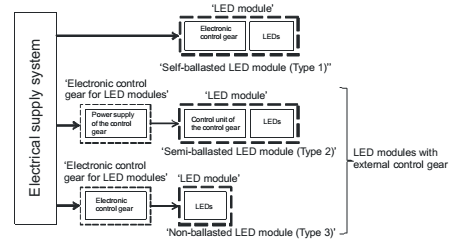 Electrical supply system
‘LED module’
Electronic
control gear
LEDs
‘Self-ballasted LED module (Type 1)’’
‘Electronic control
gear for LED modules’
Power supply
of the control
gear
‘LED module’
Control unit of
the control gear
LEDs
‘Semi-ballasted LED module (Type 2)’
‘Electronic control
gear for LED modules’
Electronic
control gear
‘LED module’
LEDs
‘Non-ballasted LED module (Type 3)’
LED modules with
external control gear